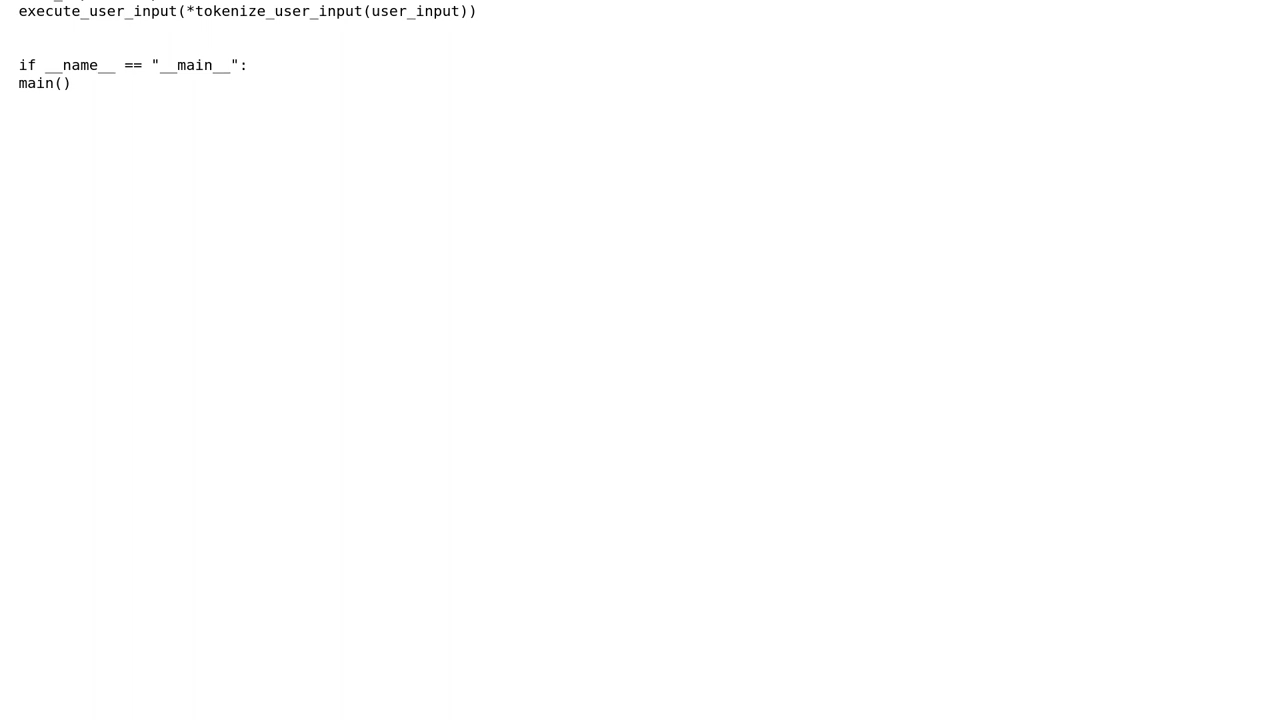 execute_user_input(*tokenize_user_input(user_input))
if __name__ == "__main__":
main()